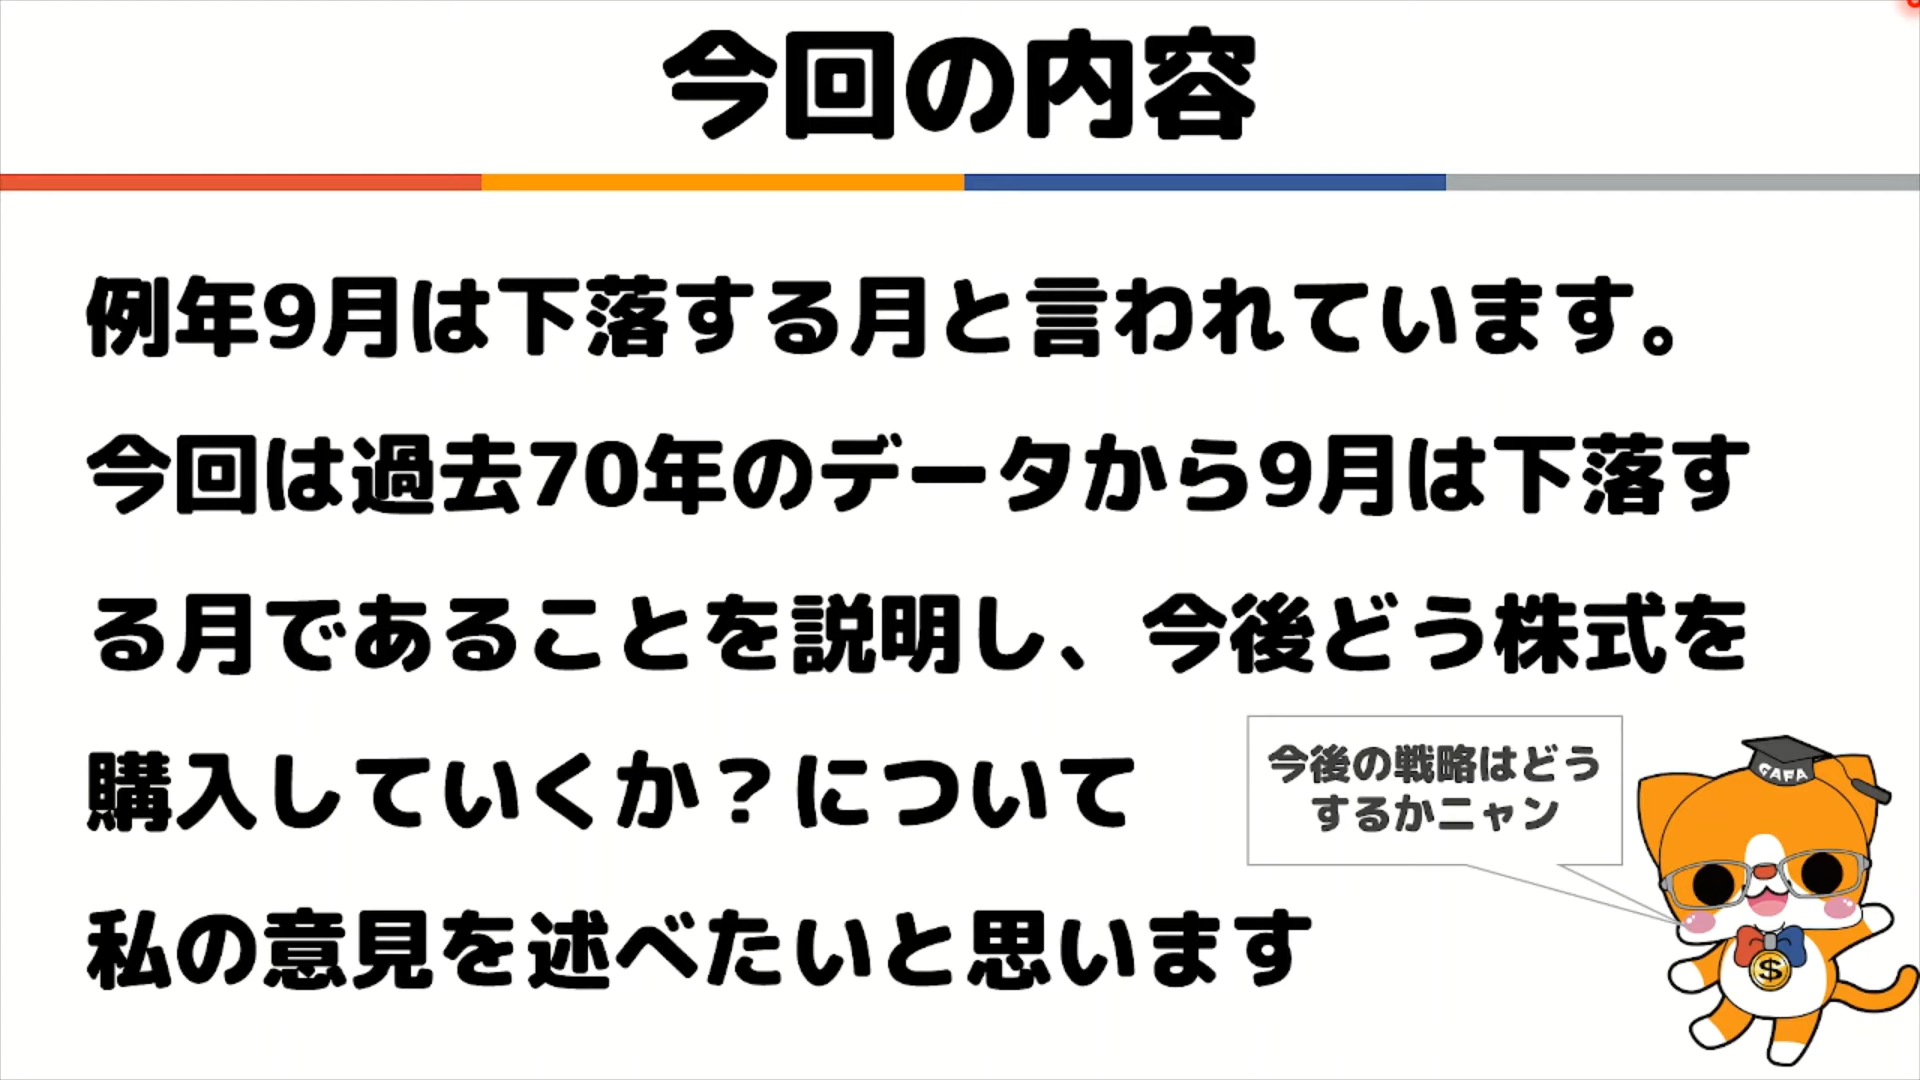 今回の内容
例年9月は下落する月と言われています。
今回は過去70年のデータから9月は下落す
る月であることを説明し、今後どう株式を
購入していくか？について
私の意見を述べたいと思います
今後の戦略はどう
するかニャン
GAFA
$